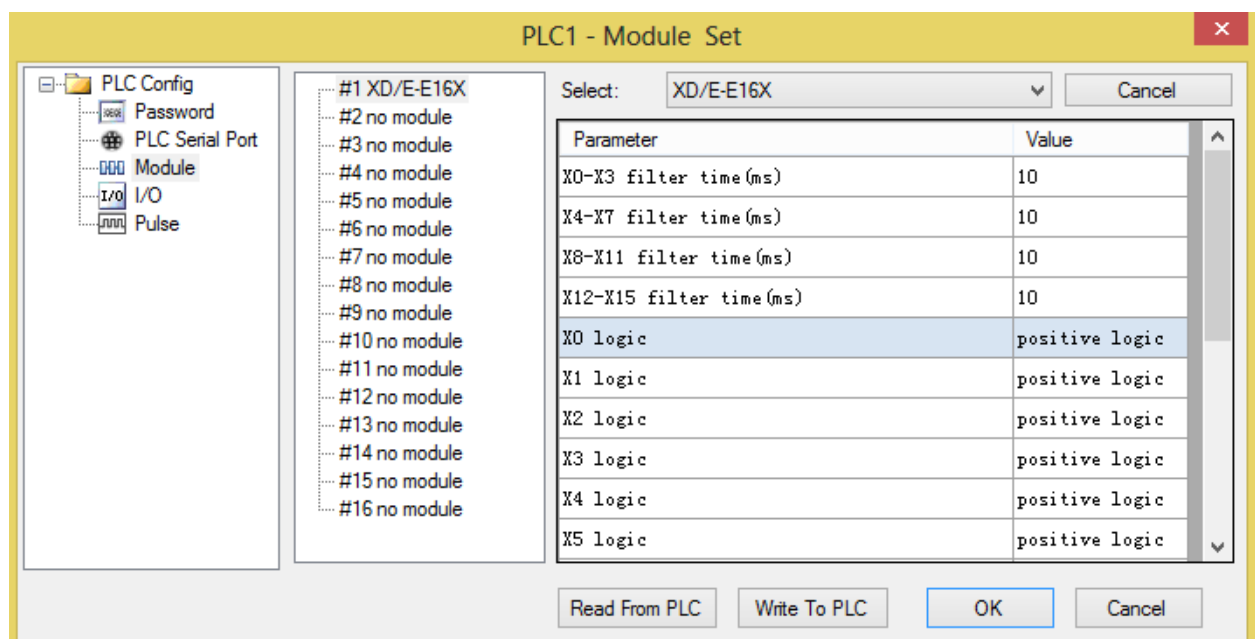 PLC1 - Module Set
PLC Config
Password
PLC Serial Port
Module
I/O I/O
Pulse
#1 XD/E-E16X
#2 no module
#3 no module
#4 no module
#5 no module
#6 no module
#7 no module
#8 no module
#9 no module
#10 no module
#11 no module
#12 no module
#13 no module
#14 no module
#15 no module
#16 no module
Select: XD/E-E16X Cancel
Parameter Value
X0-X3 filter time(ms) 10
X4-X7 filter time(ms) 10
X8-X11 filter time(ms) 10
X12-X15 filter time(ms) 10
X0 logic positive logic
X1 logic positive logic
X2 logic positive logic
X3 logic positive logic
X4 logic positive logic
X5 logic positive logic
Read From PLC Write To PLC OK Cancel